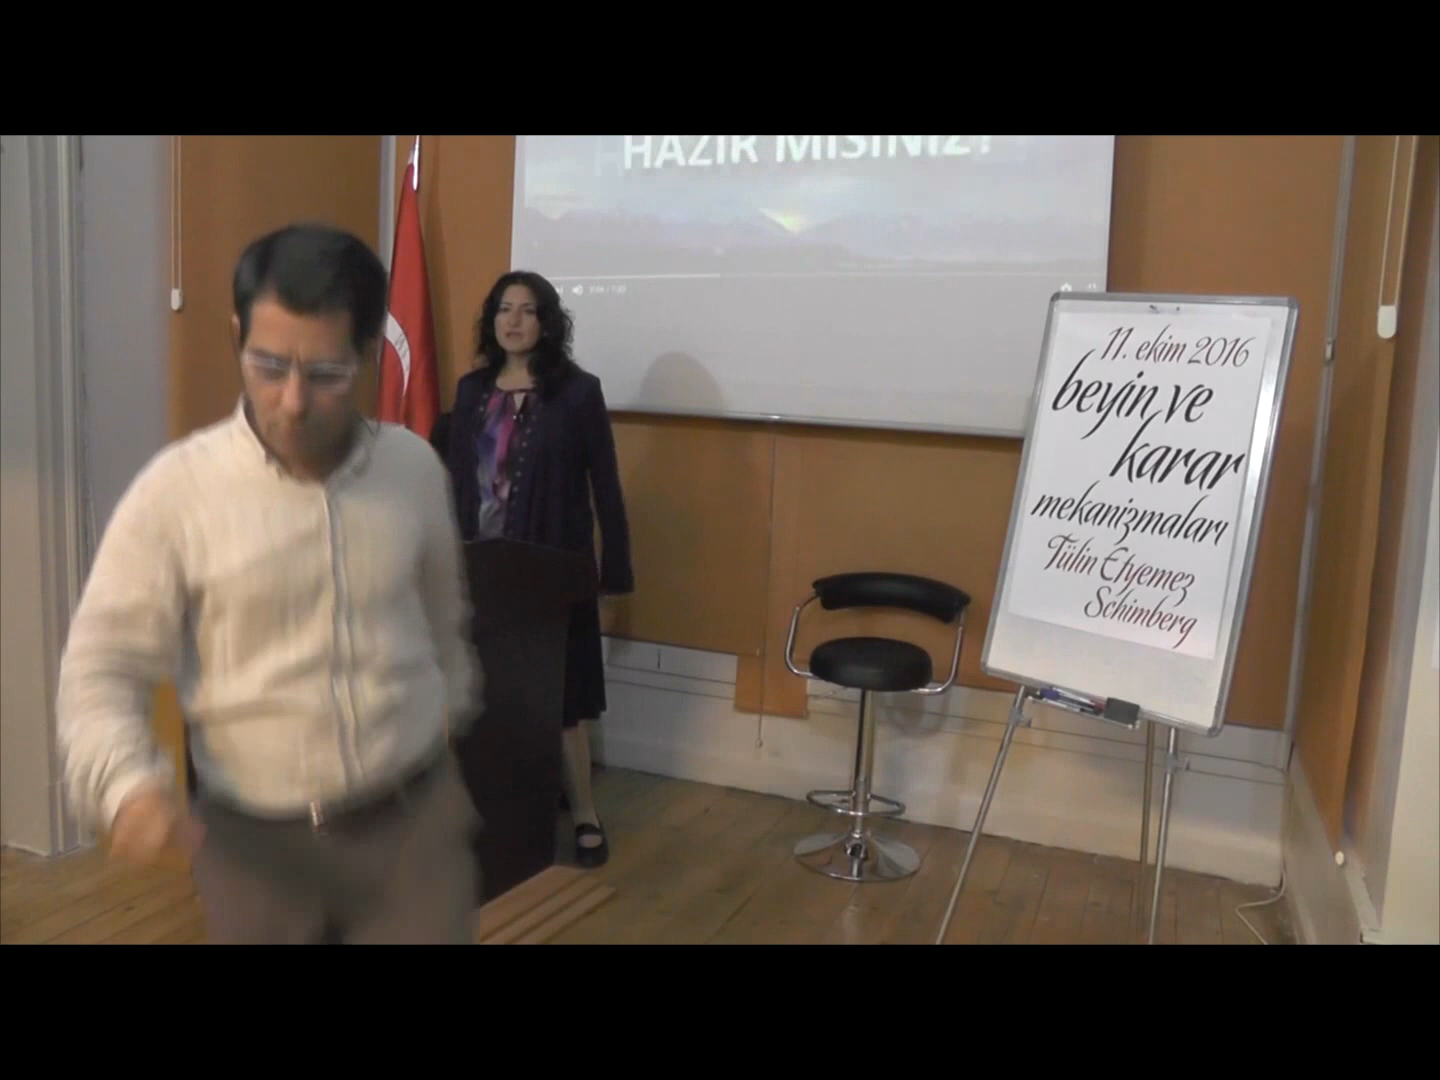 HAZIR MISINIZ?
11. ekim 2016
beyin ve
karar
mekanizmaları
Tülin Etyemez
Schimberg